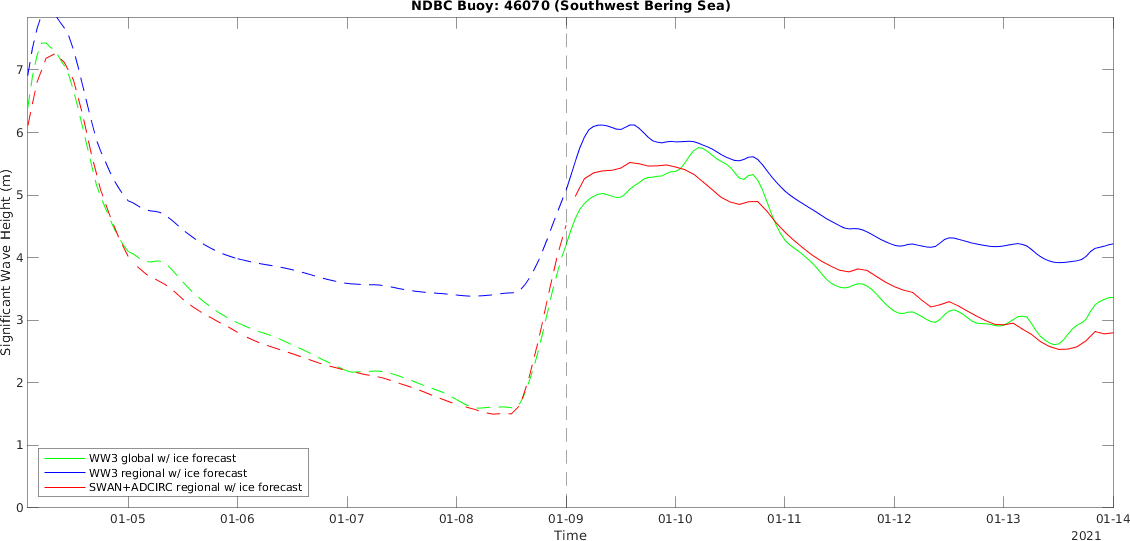 NDBC Buoy: 46070 (Southwest Bering Sea)
Significant Wave Height (m)
7
6
5
4
3
2
1
0
WW3 global w/ ice forecast
WW3 regional w/ ice forecast
SWAN+ADCIRC regional w/ ice forecast
01-05 01-06 01-07 01-08 01-09 01-10 01-11 01-12 01-13 01-14
Time
2021